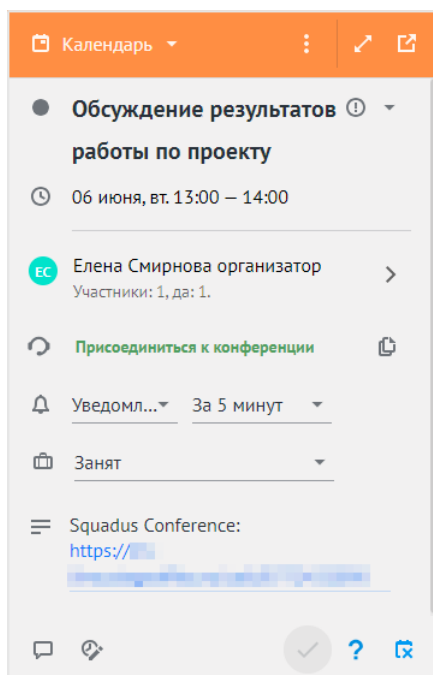 Календарь
Обсуждение результатов
работы по проекту
06 июня, вт. 13:00 — 14:00
ЕС
Елена Смирнова организатор
Участники: 1, да: 1.
Присоединиться к конференции
Уведомл... За 5 минут
Занят
Squadus Conference:
https://